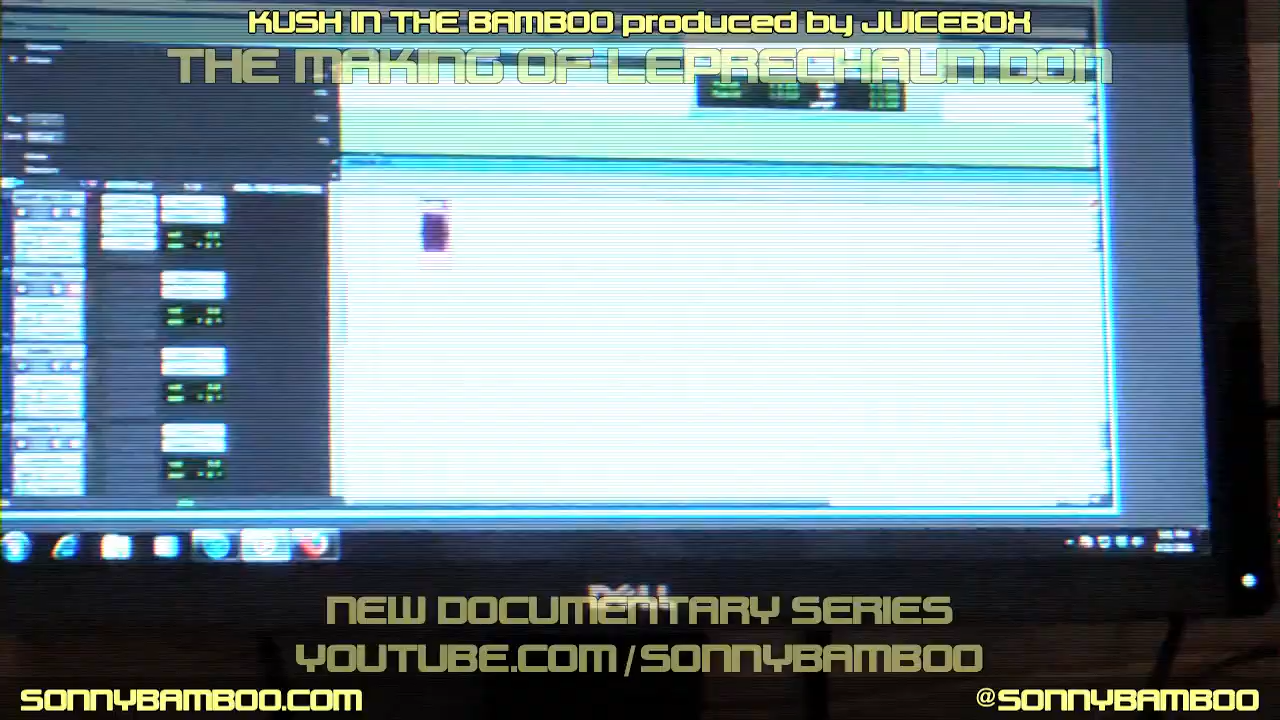 KUSH IN THE BAMBOO produced by JUICEBOX
THE MAKING OF LEPRECHAUN DON
DELL
NEW DOCUMENTARY SERIES
YOUTUBE.COM/SONNYBAMBOO
SONNYBAMBOO.COM
@SONNYBAMBOO